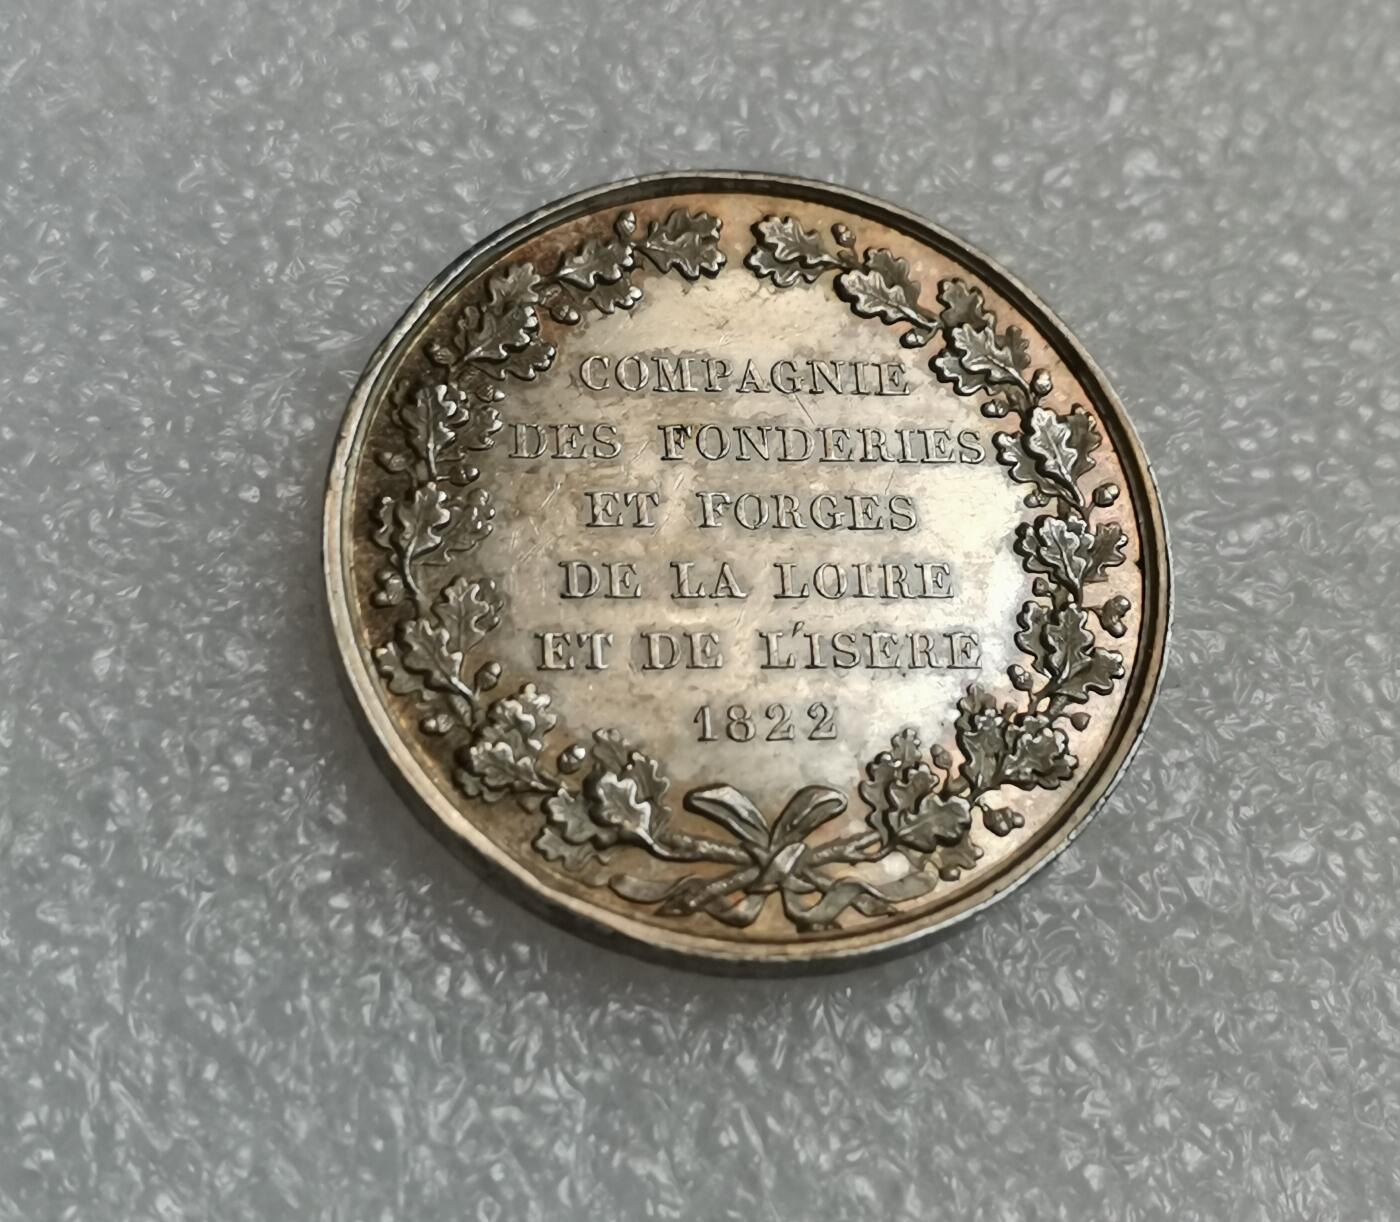 COMPAGNIE
DES FONDERIES
ET FORGES
DE LA LOIRE
ET DE L'ISERE
1822